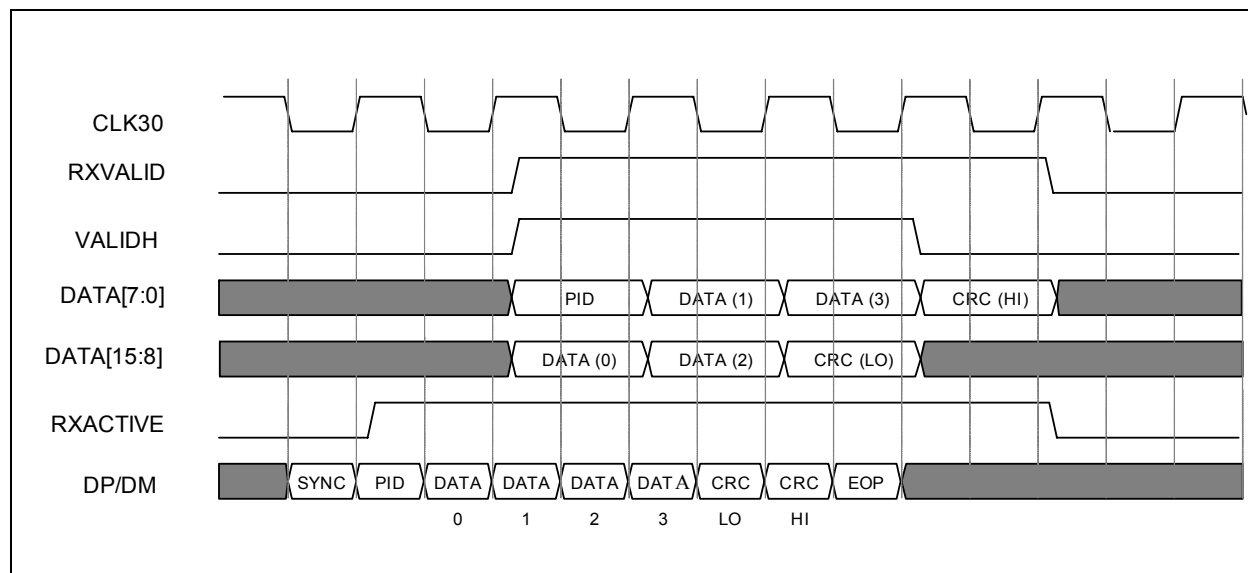 CLK30
RXVALID
VALIDH
DATA[7:0] PID DATA (1) DATA (3) CRC (HI)
DATA[15:8] DATA (0) DATA (2) CRC (LO)
RXACTIVE
DP/DM SYNC PID DATA DATA DATA DATA CRC CRC EOP
0 1 2 3 LO HI